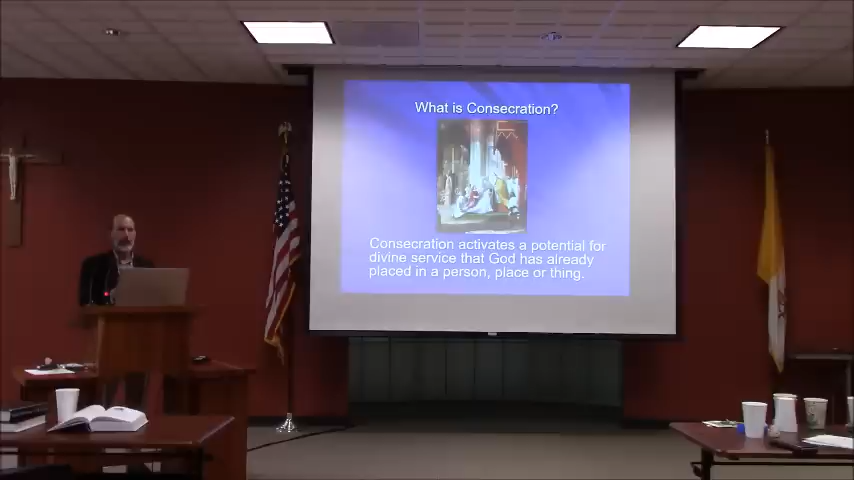 What is Consecration?
Consecration activates a potential for
divine service that God has already
placed in a person, place or thing.